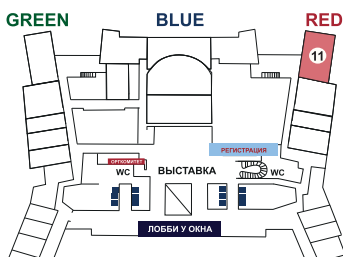 GREEN BLUE RED
11
РЕГИСТРАЦИЯ
ОРГКОМИТЕТ
WC ВЫСТАВКА WC
ЛОББИ У ОКНА